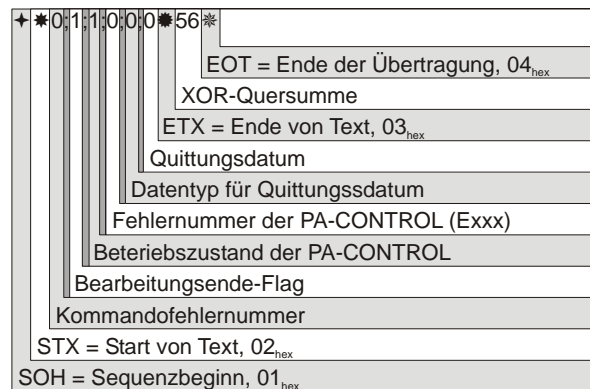 ✦✸0;1;1;0;0;0✹56✵
EOT = Ende der Übertragung, 04hex
XOR-Quersumme
ETX = Ende von Text, 03hex
Quittungsdatum
Datentyp für Quittungssdatum
Fehlernummer der PA-CONTROL (Exxx)
Beteriebszustand der PA-CONTROL
Bearbeitungsende-Flag
Kommandofehlernummer
STX = Start von Text, 02hex
SOH = Sequenzbeginn, 01hex